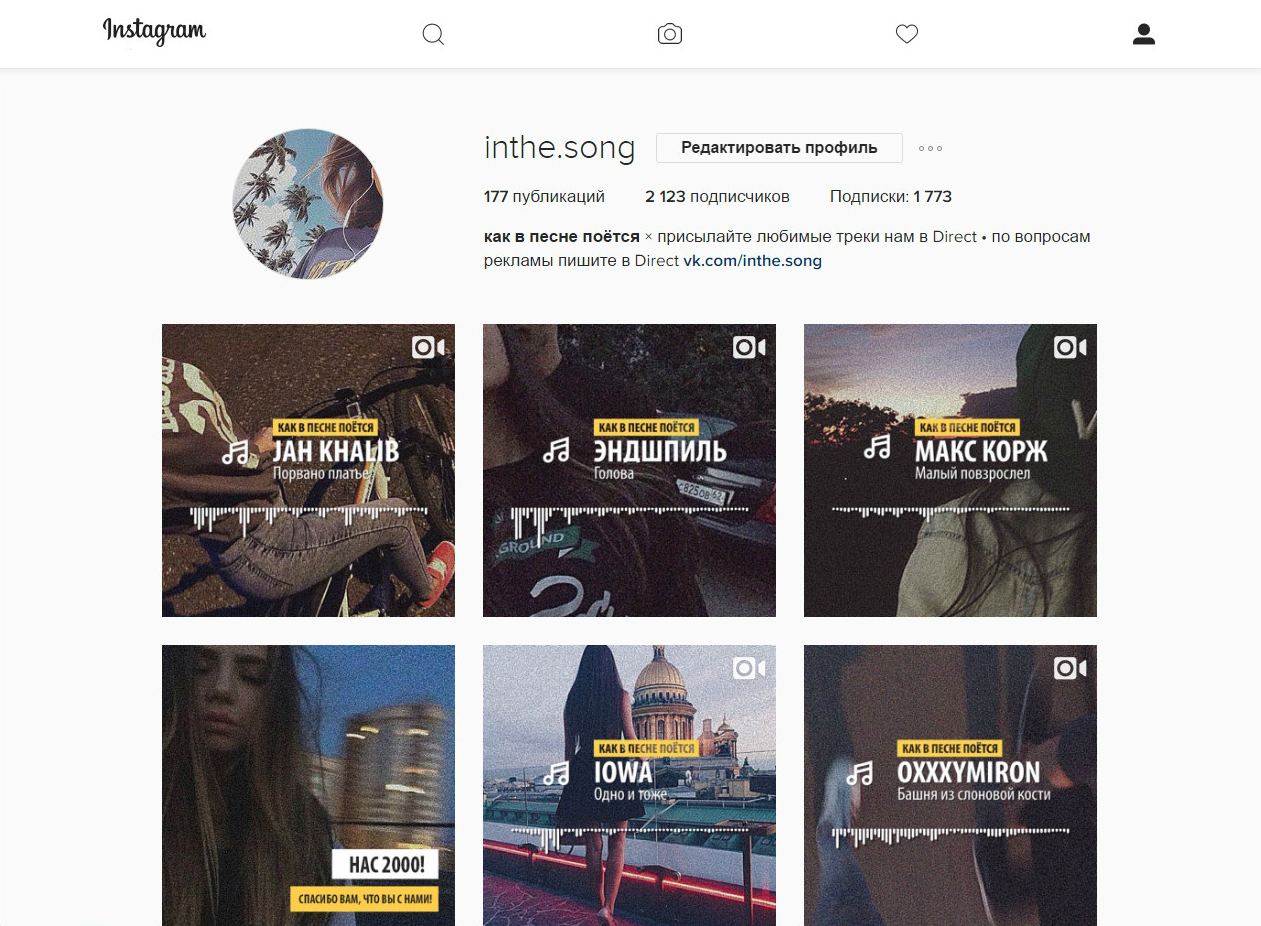 Instagram
inthe.song Редактировать профиль
177 публикаций 2 123 подписчиков Подписки: 1 773
как в песне поётся × присылайте любимые треки нам в Direct • по вопросам
рекламы пишите в Direct vk.com/inthe.song
КАК В ПЕСНЕ ПОЁТСЯ
JAH KHALIB
Порвано платье
КАК В ПЕСНЕ ПОЁТСЯ
ЭНДШПИЛЬ
Голова
С825ОВ 62
GROUND
КАК В ПЕСНЕ ПОЁТСЯ
МАКС КОРЖ
Малый повзрослел
НАС 2000!
СПАСИБО ВАМ, ЧТО ВЫ С НАМИ!
КАК В ПЕСНЕ ПОЁТСЯ
IOWA
Одно и тоже
КАК В ПЕСНЕ ПОЁТСЯ
OXXXYMIRON
Башня из слоновой кости